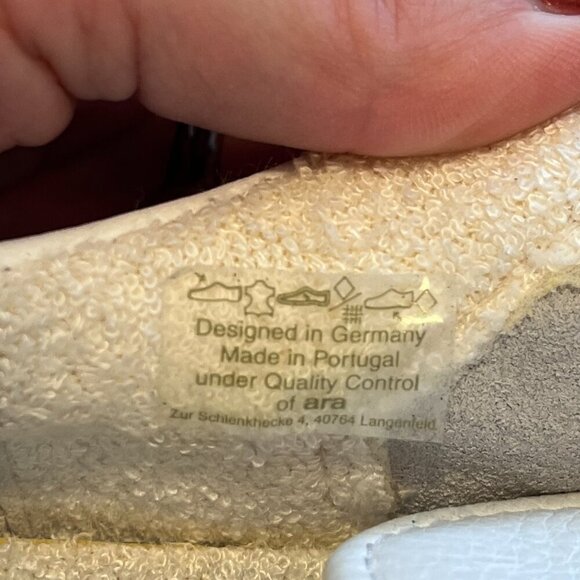 Designed in Germany
Made in Portugal
under Quality Control
of ara
Zur Schlenkhecke 4, 40764 Langenfeld